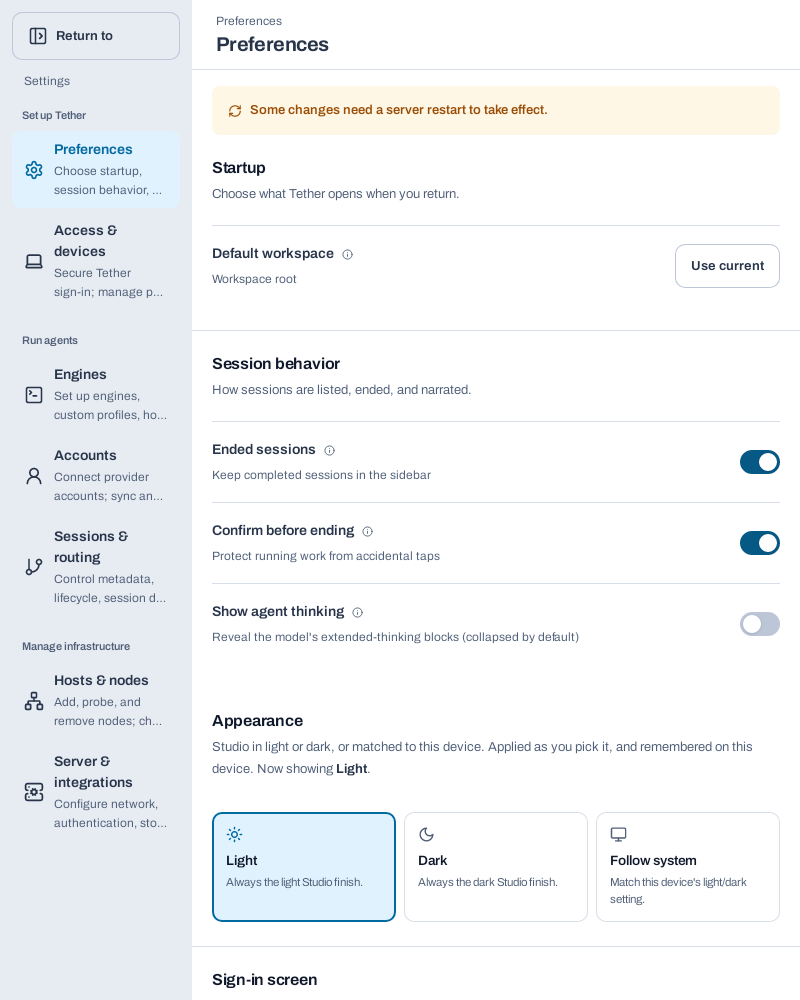 Return to
Settings
Set up Tether
Preferences
Choose startup,
session behavior, ...
Access &
devices
Secure Tether
sign-in; manage p...
Run agents
Engines
Set up engines,
custom profiles, ho...
Accounts
Connect provider
accounts; sync an...
Sessions &
routing
Control metadata,
lifecycle, session d...
Manage infrastructure
Hosts & nodes
Add, probe, and
remove nodes; ch...
Server &
integrations
Configure network,
authentication, sto...
Preferences
Preferences
Some changes need a server restart to take effect.
Startup
Choose what Tether opens when you return.
Default workspace
Workspace root
Use current
Session behavior
How sessions are listed, ended, and narrated.
Ended sessions
Keep completed sessions in the sidebar
Confirm before ending
Protect running work from accidental taps
Show agent thinking
Reveal the model's extended-thinking blocks (collapsed by default)
Appearance
Studio in light or dark, or matched to this device. Applied as you pick it, and remembered on this
device. Now showing Light.
Light
Always the light Studio finish.
Dark
Always the dark Studio finish.
Follow system
Match this device's light/dark
setting.
Sign-in screen